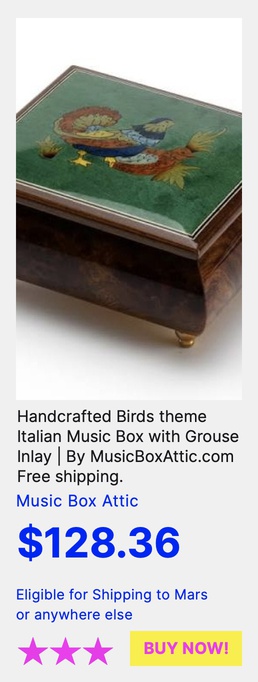 Handcrafted Birds theme
Italian Music Box with Grouse
Inlay | By MusicBoxAttic.com
Free shipping.
Music Box Attic
$128.36
Eligible for Shipping to Mars
or anywhere else
BUY NOW!